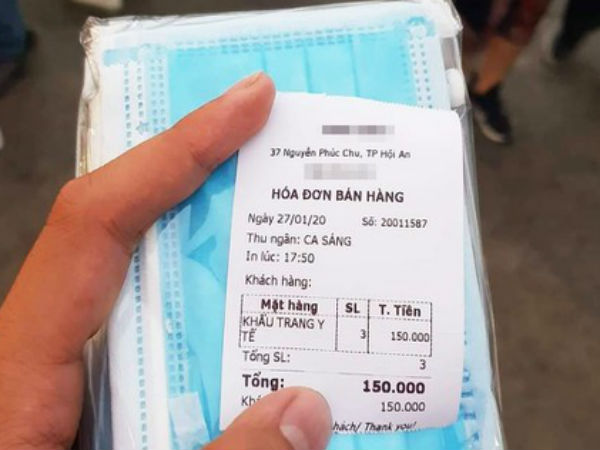 37 Nguyễn Phúc Chu, TP Hội An
HÓA ĐƠN BÁN HÀNG
Ngày 27/01/20 Số: 20011587
Thu ngân: CA SÁNG
In lúc: 17:50
Khách hàng:
Mặt hàng SL T. Tiền
KHẨU TRANG Y
TẾ 3 150.000
Tổng SL: 3
Tổng: 150.000
150.000
Thank you!